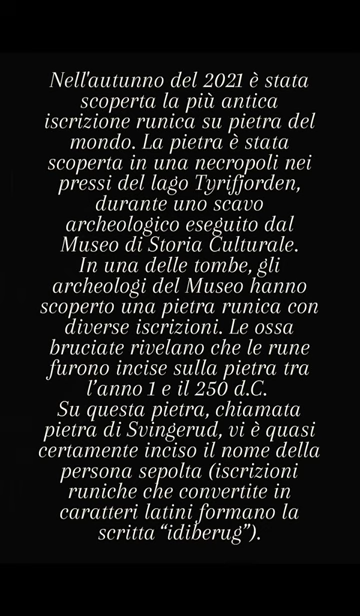 Nell'autunno del 2021 è stata
scoperta la più antica
iscrizione runica su pietra del
mondo. La pietra è stata
scoperta in una necropoli nei
pressi del lago Tyrifjorden,
durante uno scavo
archeologico eseguito dal
Museo di Storia Culturale.
In una delle tombe, gli
archeologi del Museo hanno
scoperto una pietra runica con
diverse iscrizioni. Le ossa
bruciate rivelano che le rune
furono incise sulla pietra tra
l’anno 1 e il 250 d.C.
Su questa pietra, chiamata
pietra di Svingerud, vi è quasi
certamente inciso il nome della
persona sepolta (iscrizioni
runiche che convertite in
caratteri latini formano la
scritta “idiberug”).